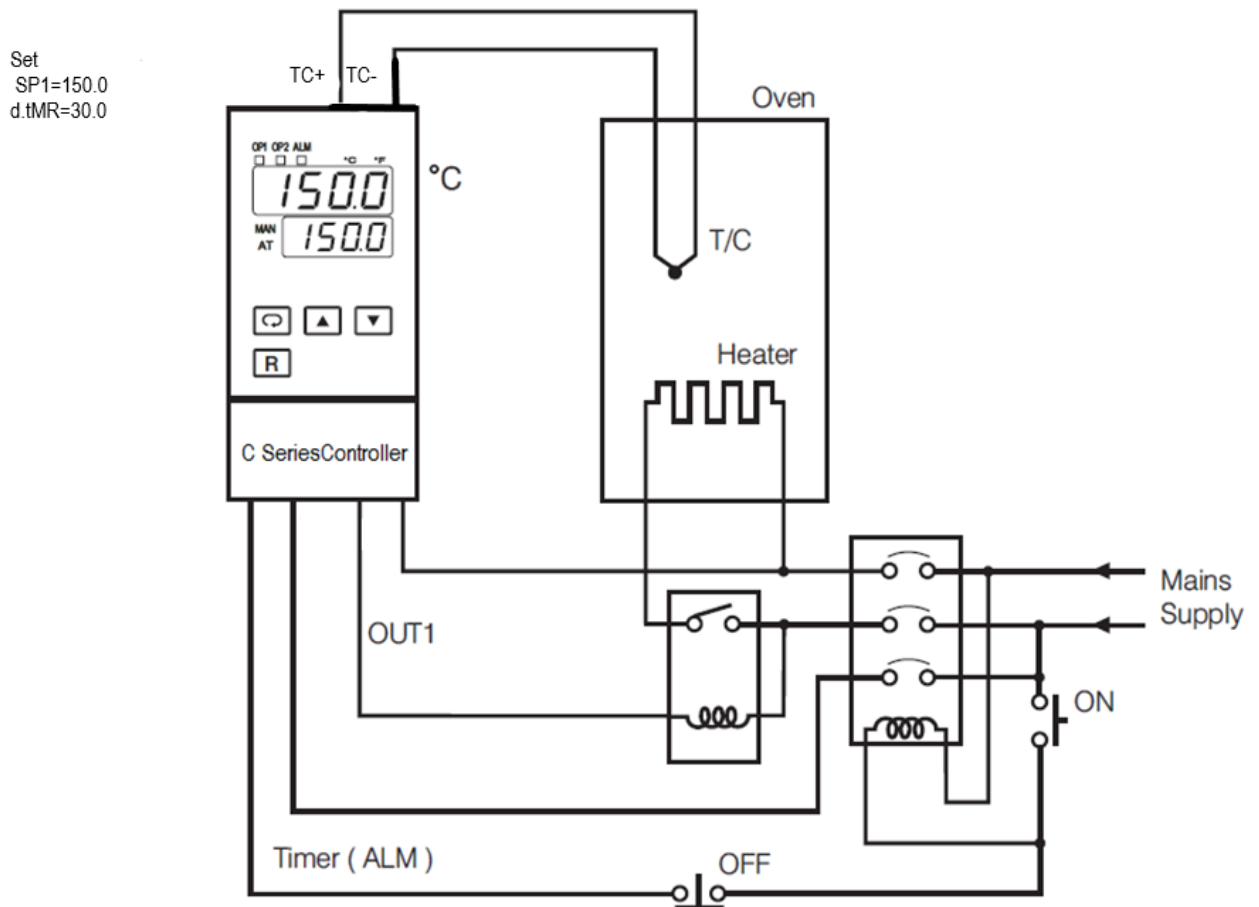 Set
SP1=150.0
d.tMR=30.0
TC+ TC-
Oven
OP1 OP2 ALM °C °F
150.0
°C
MAN
AT
150.0
T/C
R
Heater
C SeriesController
Mains
Supply
OUT1
ON
Timer ( ALM )
OFF